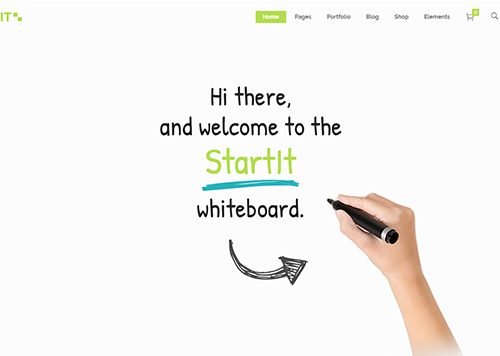 IT
Home Pages Portfolio Blog Shop Elements 0
Hi there,
and welcome to the
StartIt
whiteboard.